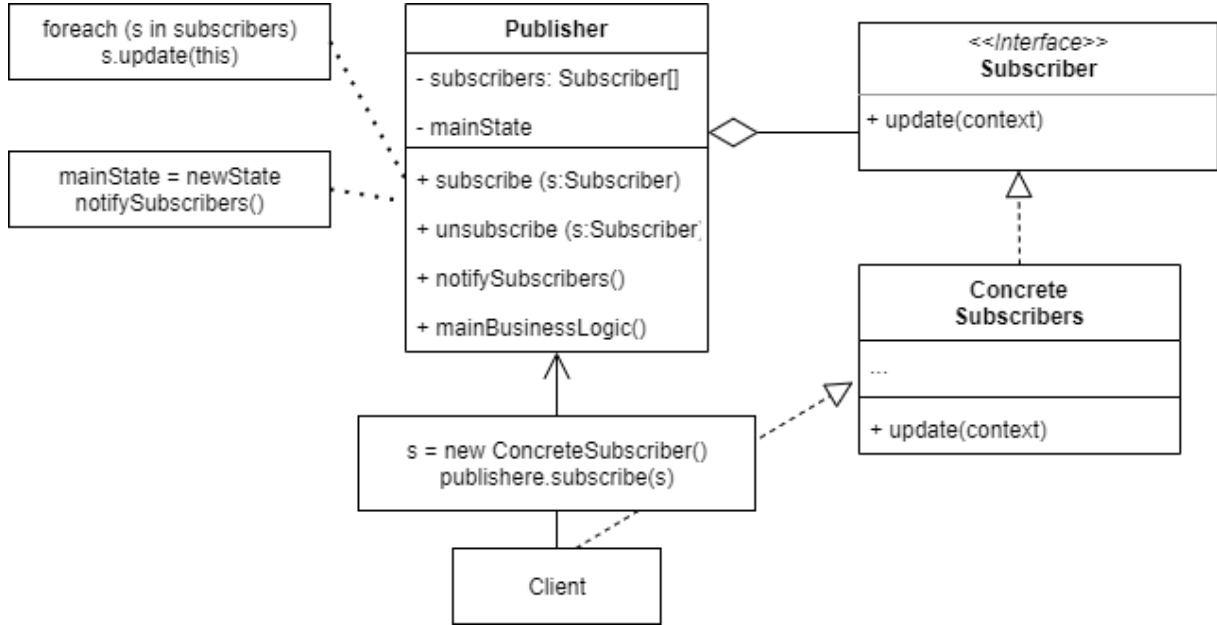 foreach (s in subscribers)
s.update(this)
mainState = newState
notifySubscribers()
Publisher
- subscribers: Subscriber[]
- mainState
+ subscribe (s:Subscriber)
+ unsubscribe (s:Subscriber)
+ notifySubscribers()
+ mainBusinessLogic()
<<Interface>>
Subscriber
+ update(context)
Concrete
Subscribers
...
+ update(context)
s = new ConcreteSubscriber()
publishere.subscribe(s)
Client